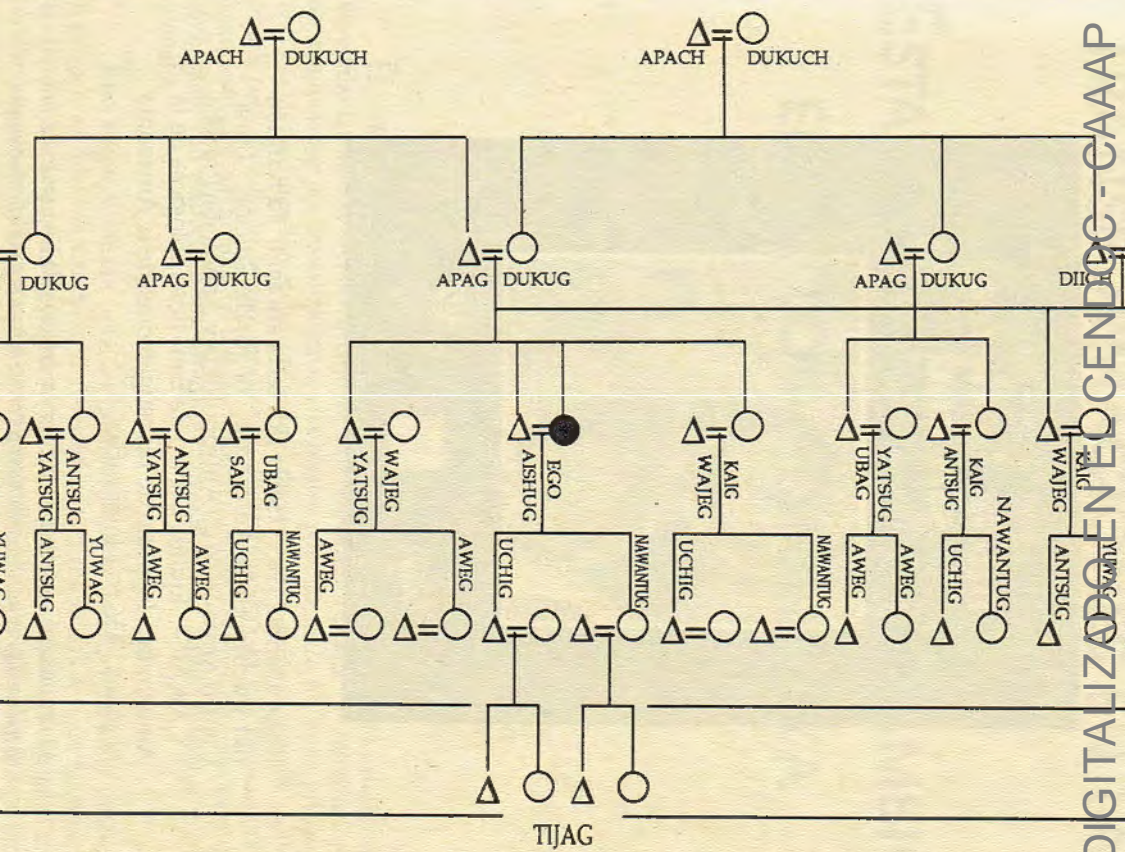 APACH DUKUCH APACH DUKUCH
DUKUG APAG DUKUG APAG DUKUG APAG DUKUG
YATSUG ANTSUG YATSUG ANTSUG SAIG UBAG YATSUG WAJEG AISHUG EGO WAJEG KAIG UBAG YATSUG ANTSUG KAIG WAJEG KAIG
ANTSUG YUWAG AWEG AWEG UCHIG NAWANTUG AWEG AWEG UCHIG NAWANTUG UCHIG NAWANTUG AWEG AWEG UCHIG NAWANTUG ANTSUG
TIJAG
DIGITALIZADO EN EL CENDOC - CAAAP